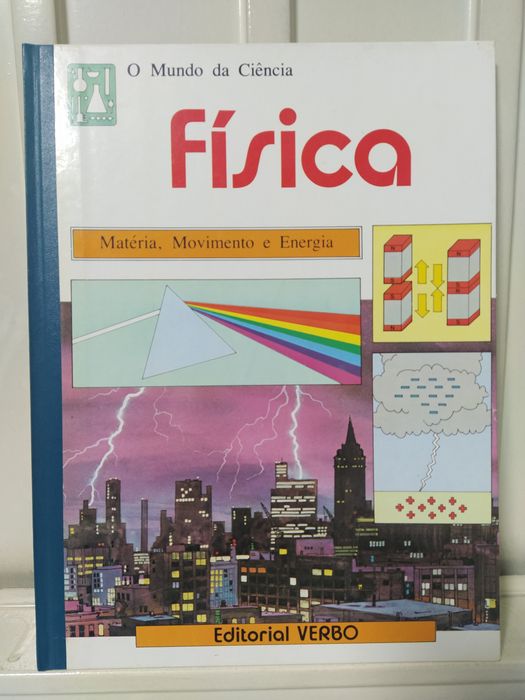 O Mundo da Ciência
Física
Matéria, Movimento e Energia
N
N
S
S
S
S
N
N
Editorial VERBO